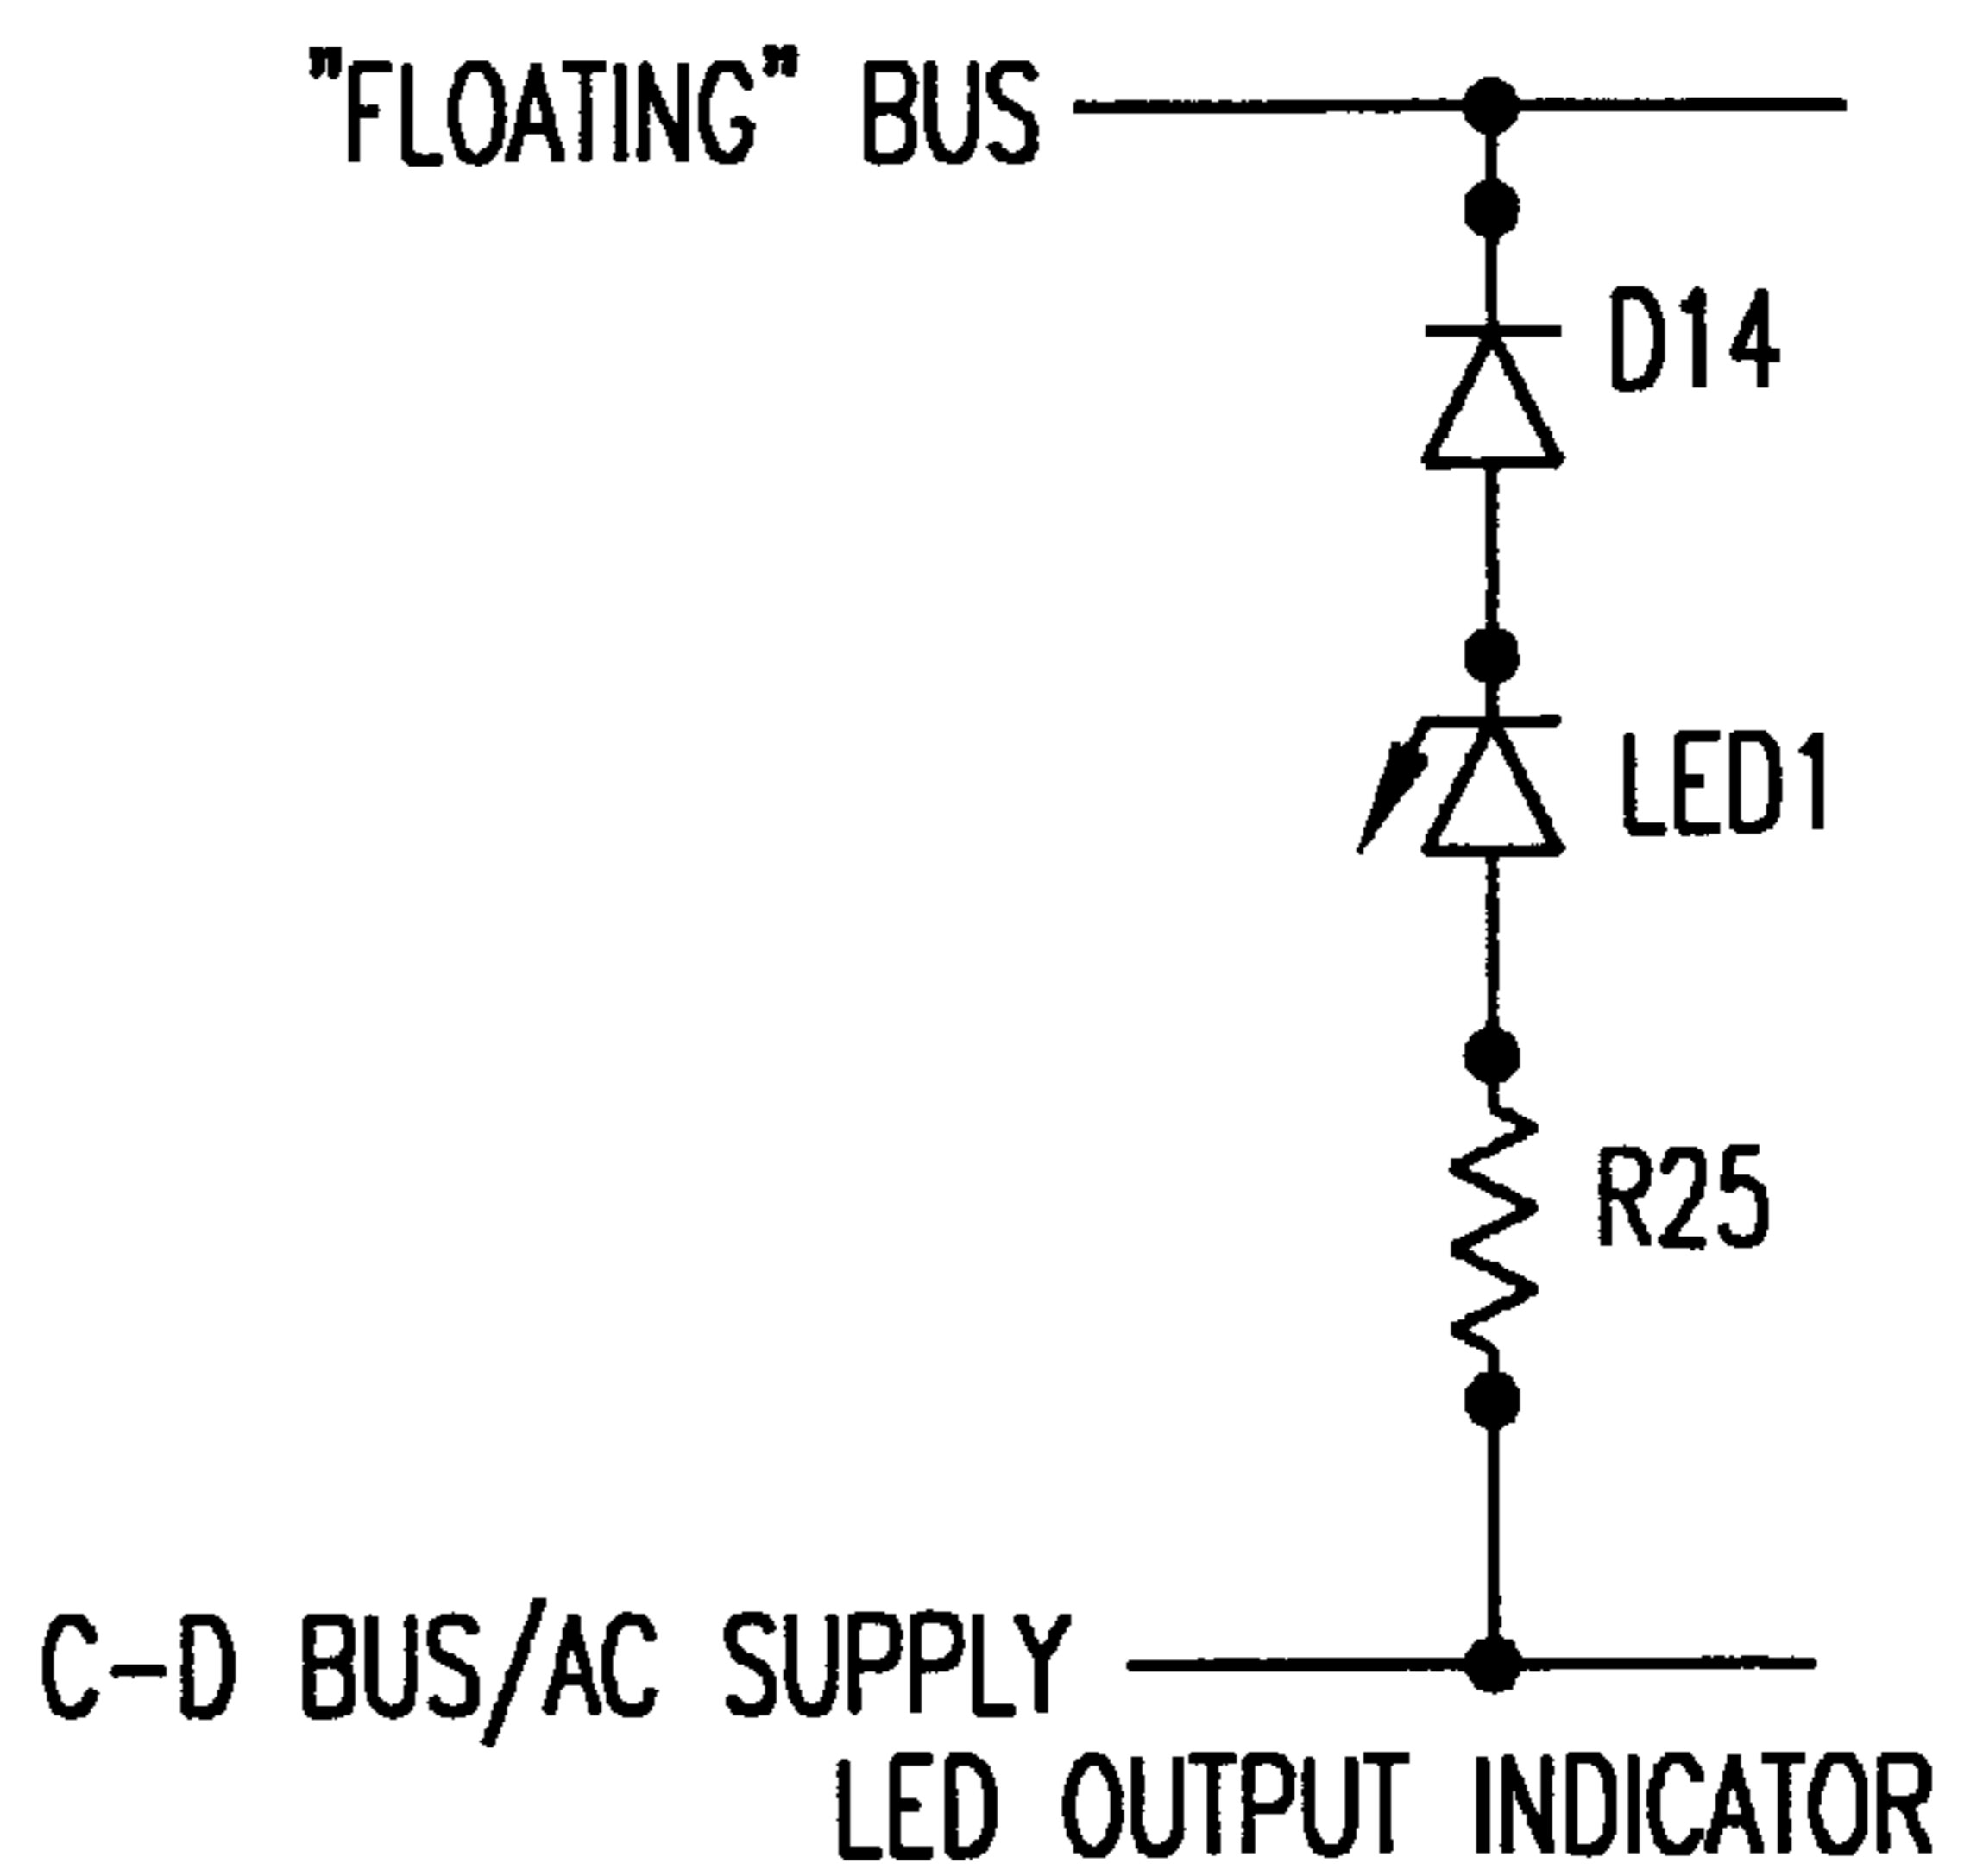 "FLOATING" BUS
D14
LED1
R25
C-D BUS/AC SUPPLY
LED OUTPUT INDICATOR